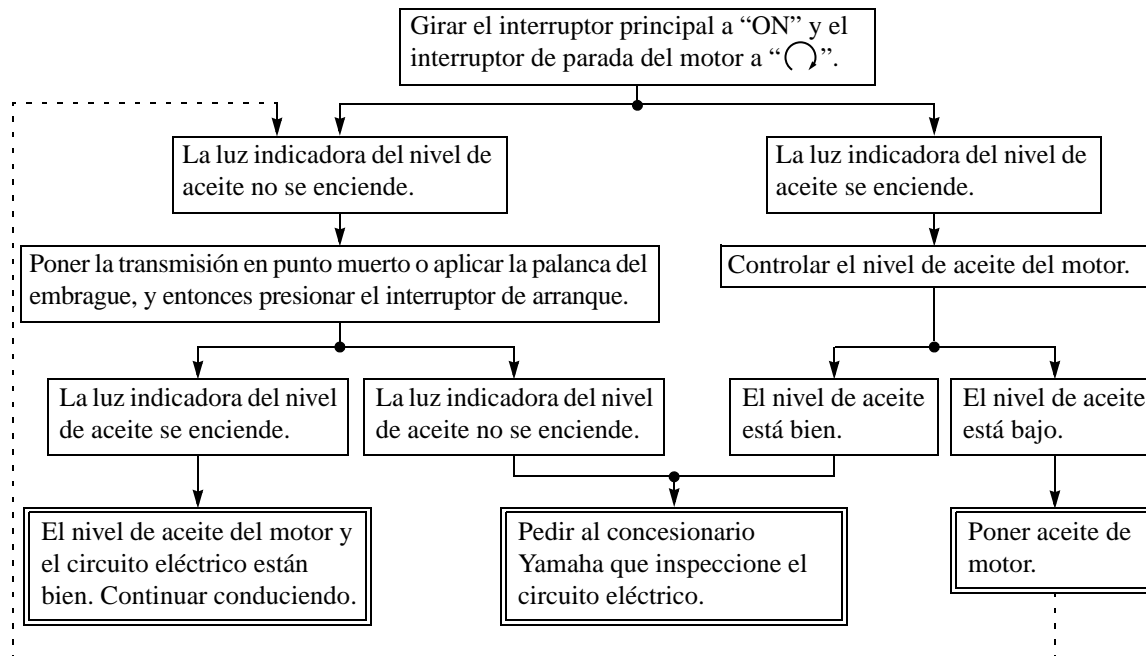 Girar el interruptor principal a “ON” y el
interruptor de parada del motor a “ ”.
La luz indicadora del nivel de
aceite no se enciende.
La luz indicadora del nivel de
aceite se enciende.
Poner la transmisión en punto muerto o aplicar la palanca del
embrague, y entonces presionar el interruptor de arranque.
Controlar el nivel de aceite del motor.
La luz indicadora del nivel
de aceite se enciende.
La luz indicadora del nivel
de aceite no se enciende.
El nivel de aceite
está bien.
El nivel de aceite
está bajo.
El nivel de aceite del motor y
el circuito eléctrico están
bien. Continuar conduciendo.
Pedir al concesionario
Yamaha que inspeccione el
circuito eléctrico.
Poner aceite de
motor.